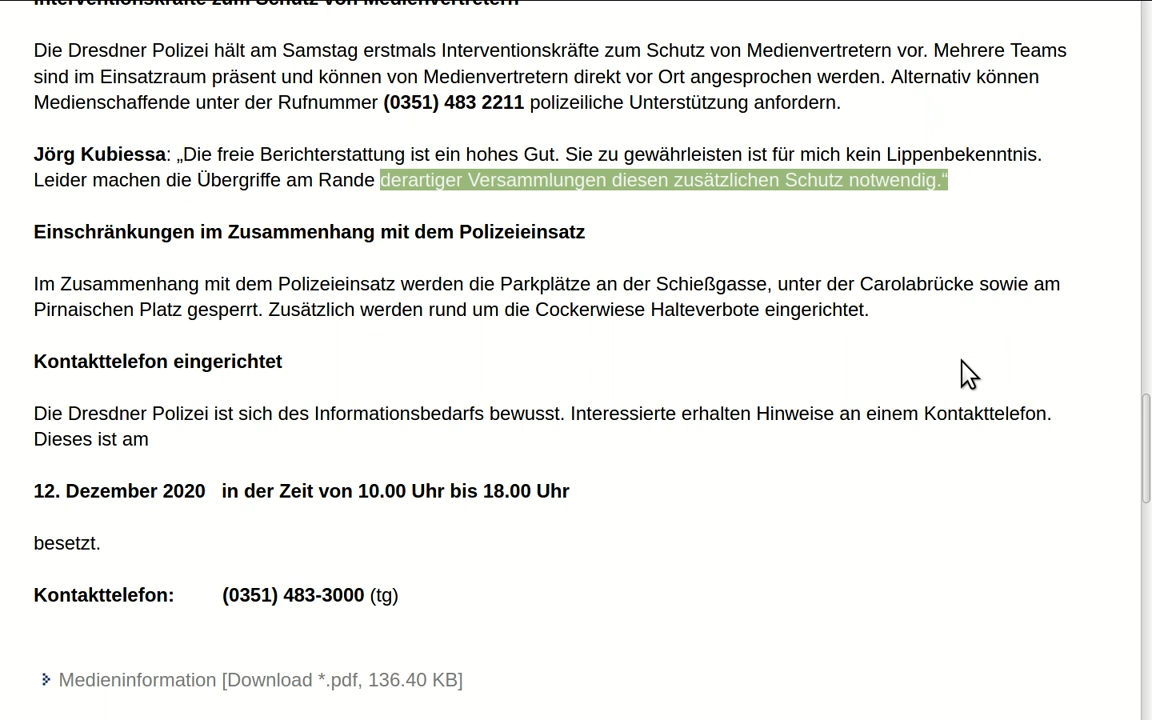 Interventionskräfte zum Schutz von Medienvertretern
Die Dresdner Polizei hält am Samstag erstmals Interventionskräfte zum Schutz von Medienvertretern vor. Mehrere Teams
sind im Einsatzraum präsent und können von Medienvertretern direkt vor Ort angesprochen werden. Alternativ können
Medienschaffende unter der Rufnummer (0351) 483 2211 polizeiliche Unterstützung anfordern.
Jörg Kubiessa: „Die freie Berichterstattung ist ein hohes Gut. Sie zu gewährleisten ist für mich kein Lippenbekenntnis.
Leider machen die Übergriffe am Rande derartiger Versammlungen diesen zusätzlichen Schutz notwendig.“
Einschränkungen im Zusammenhang mit dem Polizeieinsatz
Im Zusammenhang mit dem Polizeieinsatz werden die Parkplätze an der Schießgasse, unter der Carolabrücke sowie am
Pirnaischen Platz gesperrt. Zusätzlich werden rund um die Cockerwiese Halteverbote eingerichtet.
Kontakttelefon eingerichtet
Die Dresdner Polizei ist sich des Informationsbedarfs bewusst. Interessierte erhalten Hinweise an einem Kontakttelefon.
Dieses ist am
12. Dezember 2020 in der Zeit von 10.00 Uhr bis 18.00 Uhr
besetzt.
Kontakttelefon: (0351) 483-3000 (tg)
Medieninformation [Download *.pdf, 136.40 KB]